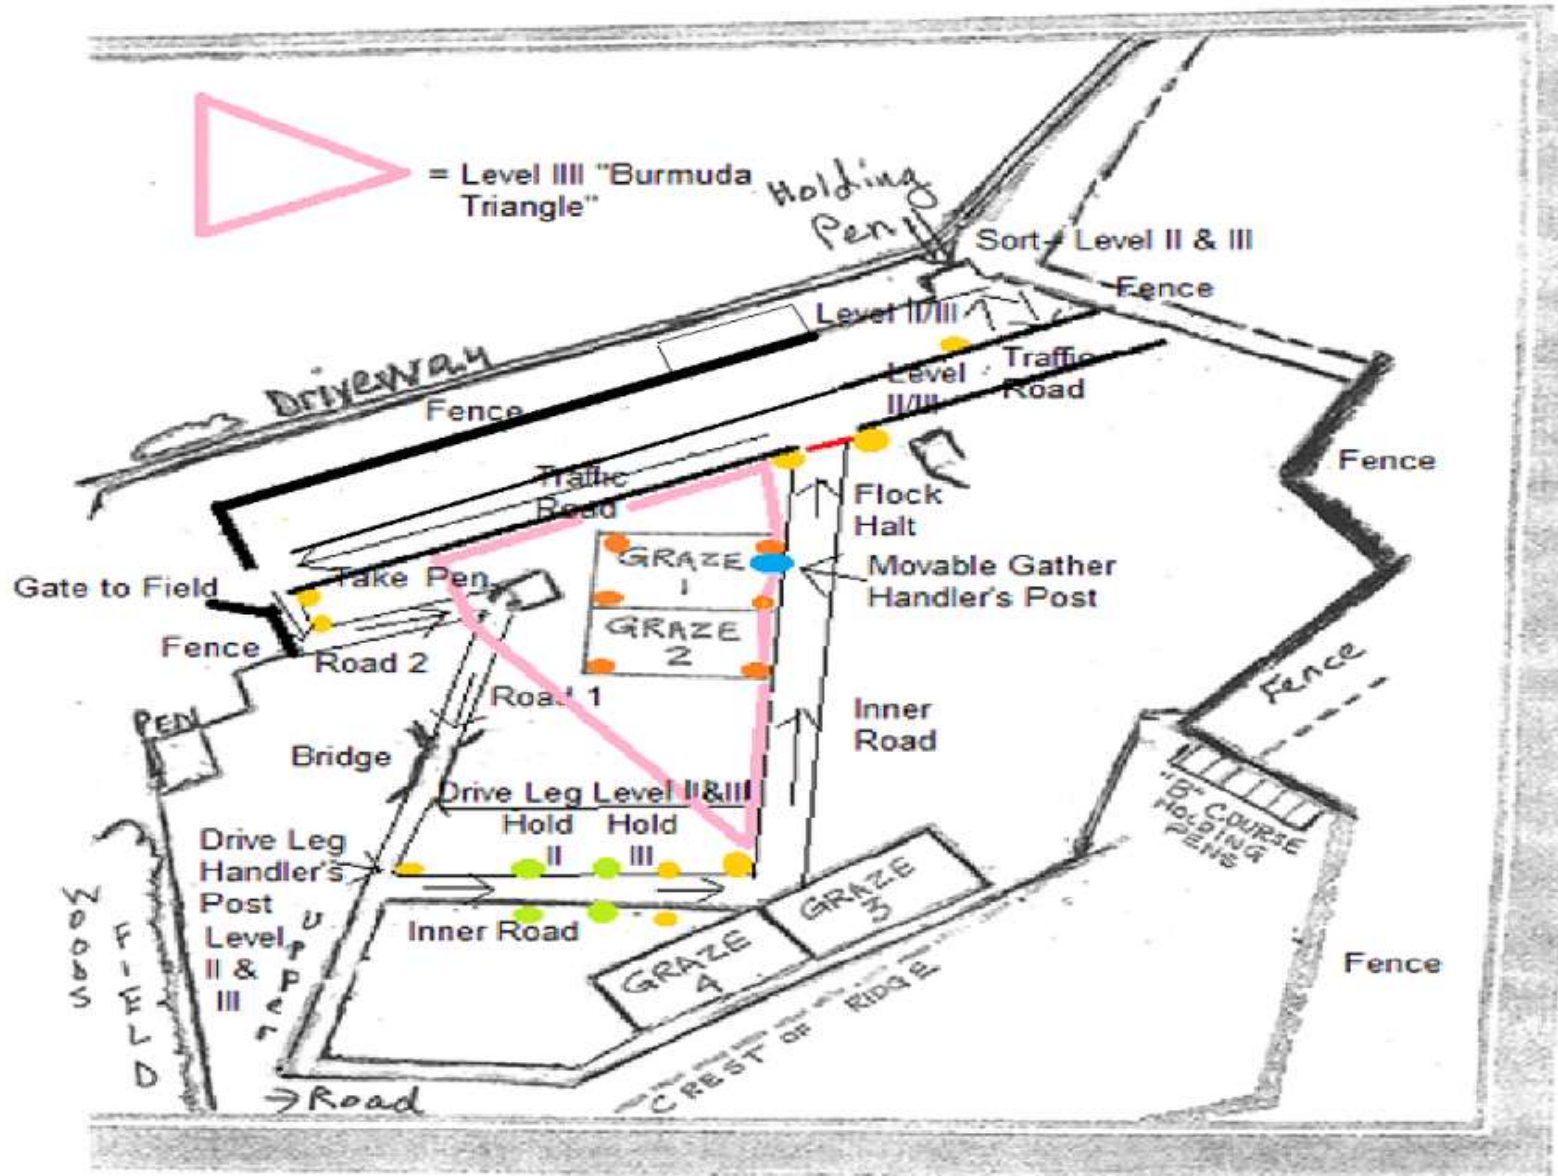 = Level IIII "Burmuda
Triangle"
Holding
Pen
Sort - Level II & III
Fence
Level II/III
Driveway
Fence
Level
II/III
Traffic
Road
Fence
Traffic
Road
Flock
Halt
GRAZE
1
Take Pen
Gate to Field
Movable Gather
Handler's Post
GRAZE
2
Fence
Road 2
Fence
Road 1
PEN
Inner
Road
Bridge
Drive Leg Level II&III
Hold
II
Hold
III
"B" COURSE
HOLDING
PENS
Drive Leg
Handler's
Post
Level
II &
III
Upper
WOODS
FIELD
GRAZE
3
Inner Road
GRAZE
4
Fence
CREST OF RIDGE
Road